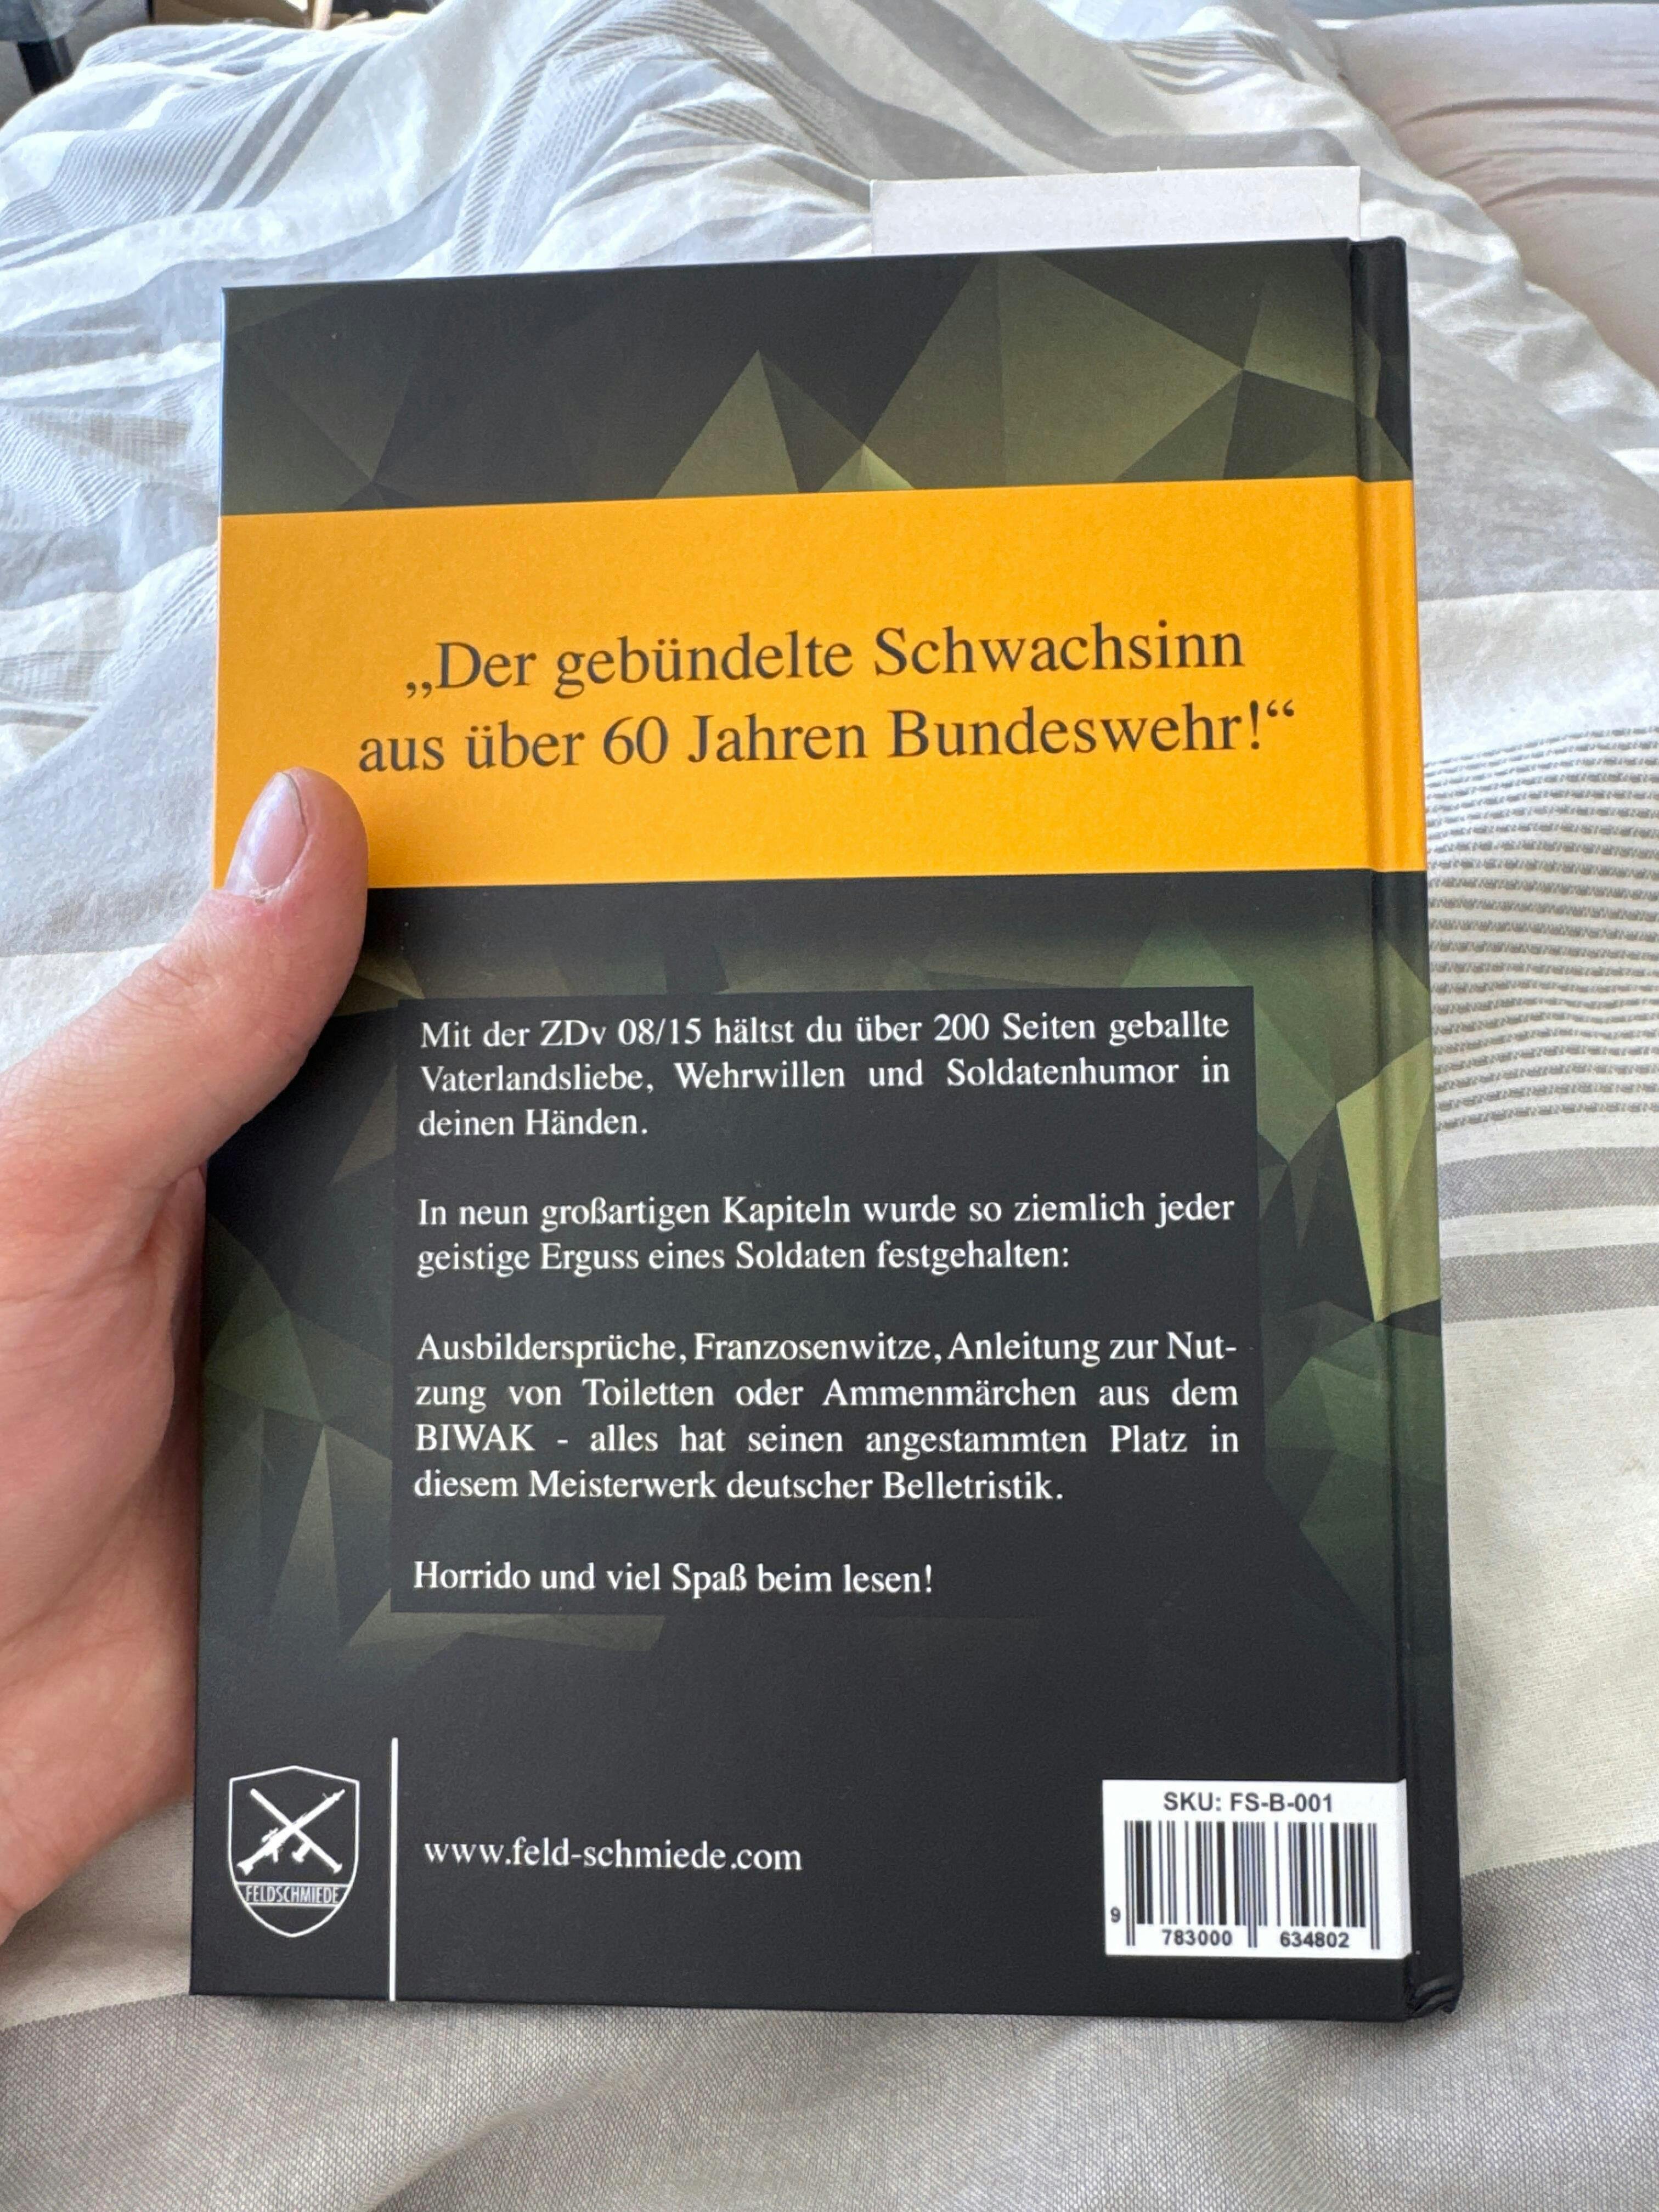 „Der gebündelte Schwachsinn
aus über 60 Jahren Bundeswehr!“
Mit der ZDv 08/15 hältst du über 200 Seiten geballte
Vaterlandsliebe, Wehrwillen und Soldatenhumor in
deinen Händen.
In neun großartigen Kapiteln wurde so ziemlich jeder
geistige Erguss eines Soldaten festgehalten:
Ausbildersprüche, Franzosenwitze, Anleitung zur Nut-
zung von Toiletten oder Ammenmärchen aus dem
BIWAK - alles hat seinen angestammten Platz in
diesem Meisterwerk deutscher Belletristik.
Horrido und viel Spaß beim lesen!
FELDSCHMIEDE
www.feld-schmiede.com
SKU: FS-B-001
9 783000 634802